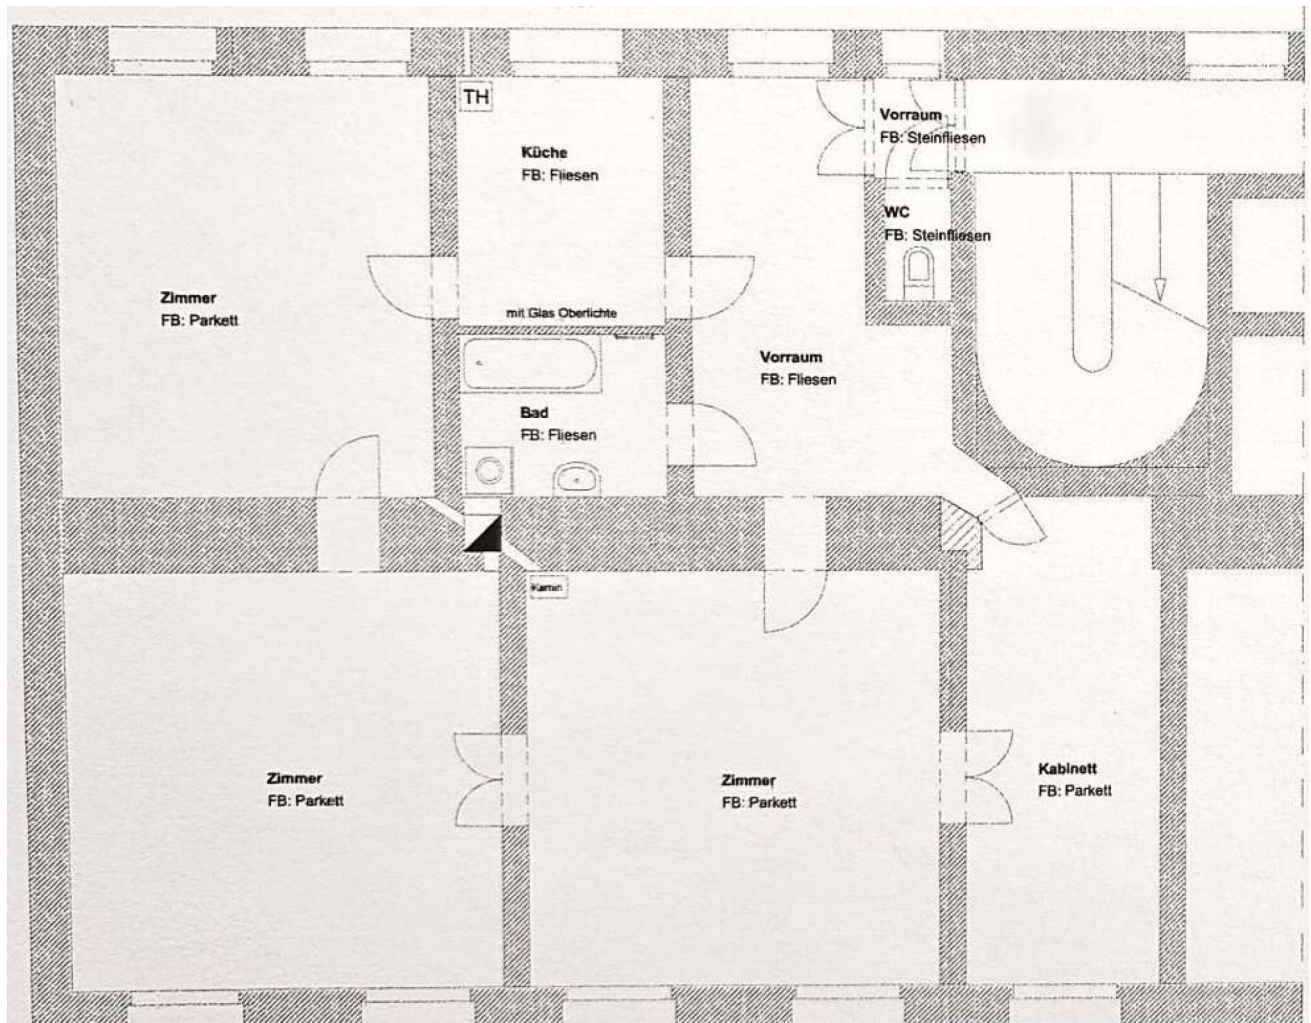 TH
Vorraum
FB: Steinfliesen
Küche
FB: Fliesen
WC
FB: Steinfliesen
Zimmer
FB: Parkett
mit Glas Oberlichte
Vorraum
FB: Fliesen
Bad
FB: Fliesen
Kamin
Zimmer
FB: Parkett
Zimmer
FB: Parkett
Kabinett
FB: Parkett